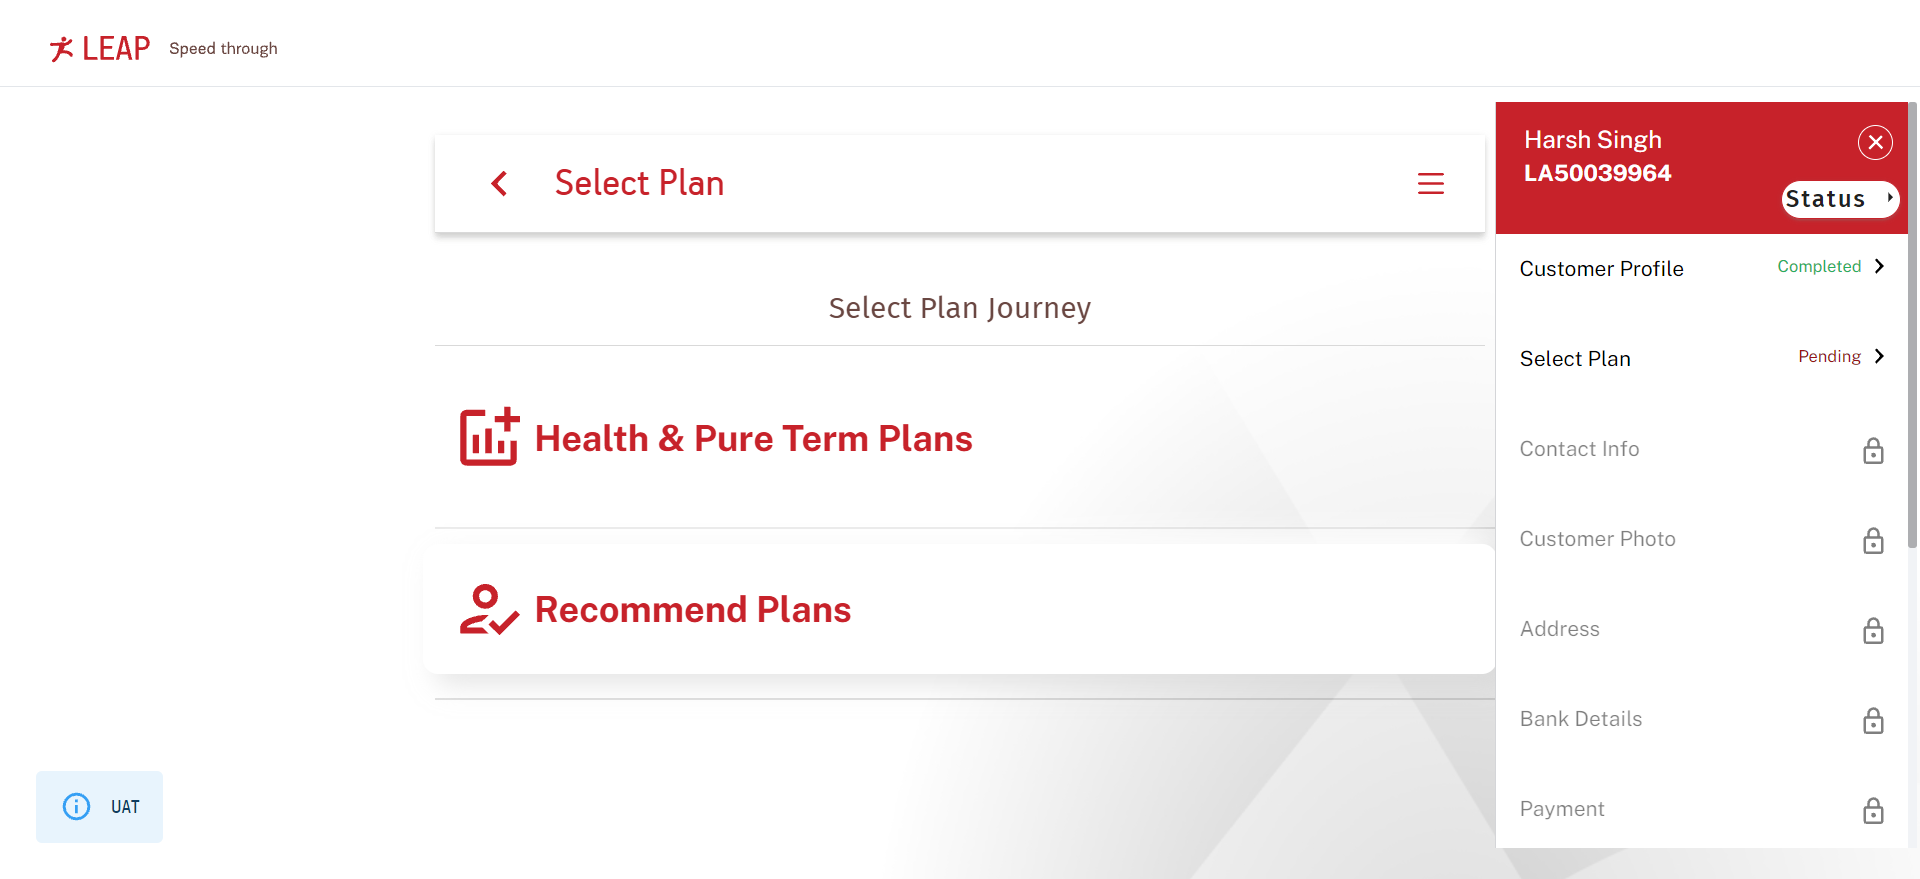 LEAP Speed through
Select Plan
Select Plan Journey
Health & Pure Term Plans
Recommend Plans
UAT
Harsh Singh
LA50039964
Status
Customer Profile Completed
Select Plan Pending
Contact Info
Customer Photo
Address
Bank Details
Payment